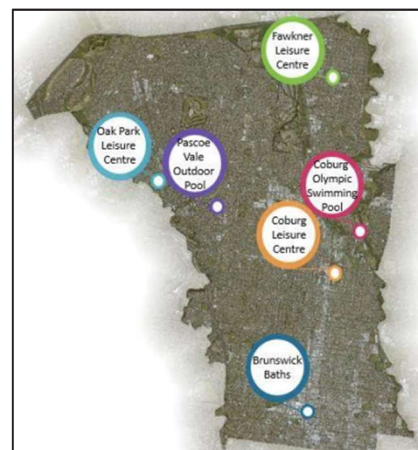 Fawkner
Leisure
Centre
Oak Park
Leisure
Centre
Pascoe
Vale
Outdoor
Pool
Coburg
Olympic
Swimming
Pool
Coburg
Leisure
Centre
Brunswick
Baths